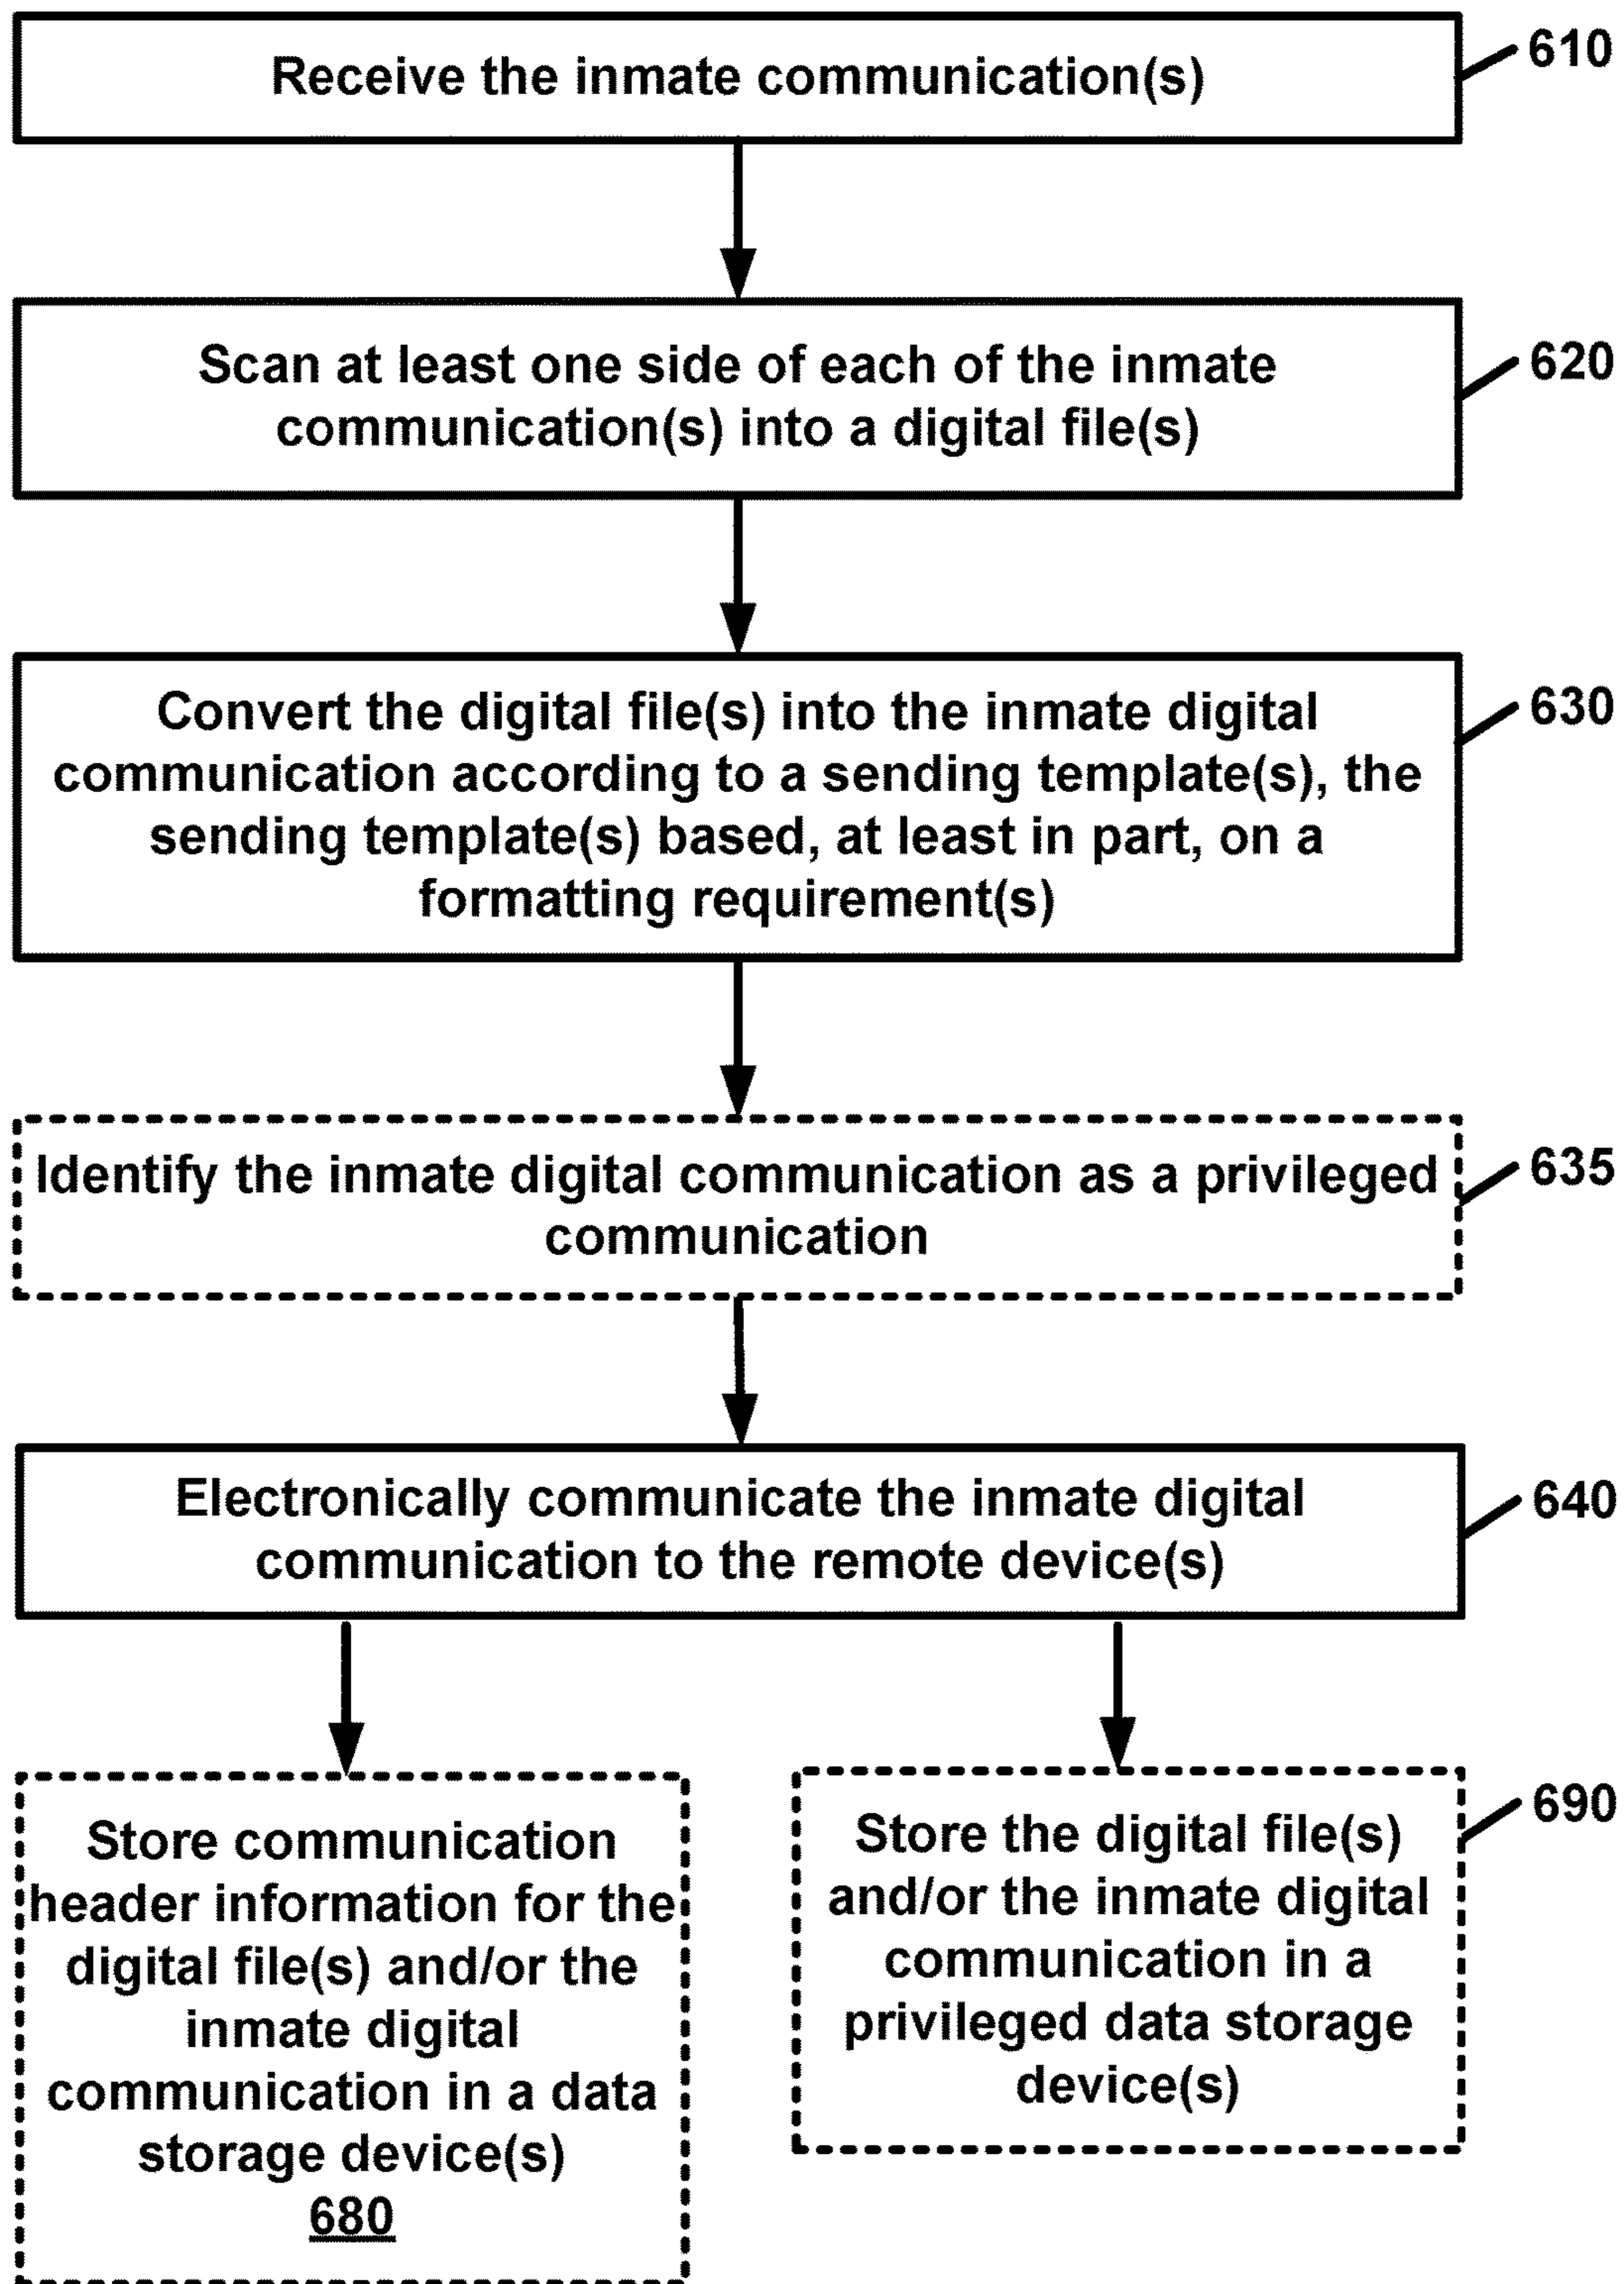 Receive the inmate communication(s)
610
Scan at least one side of each of the inmate
communication(s) into a digital file(s)
620
Convert the digital file(s) into the inmate digital
communication according to a sending template(s), the
sending template(s) based, at least in part, on a
formatting requirement(s)
630
Identify the inmate digital communication as a privileged
communication
635
Electronically communicate the inmate digital
communication to the remote device(s)
640
Store communication
header information for the
digital file(s) and/or the
inmate digital
communication in a data
storage device(s)
680
Store the digital file(s)
and/or the inmate digital
communication in a
privileged data storage
device(s)
690